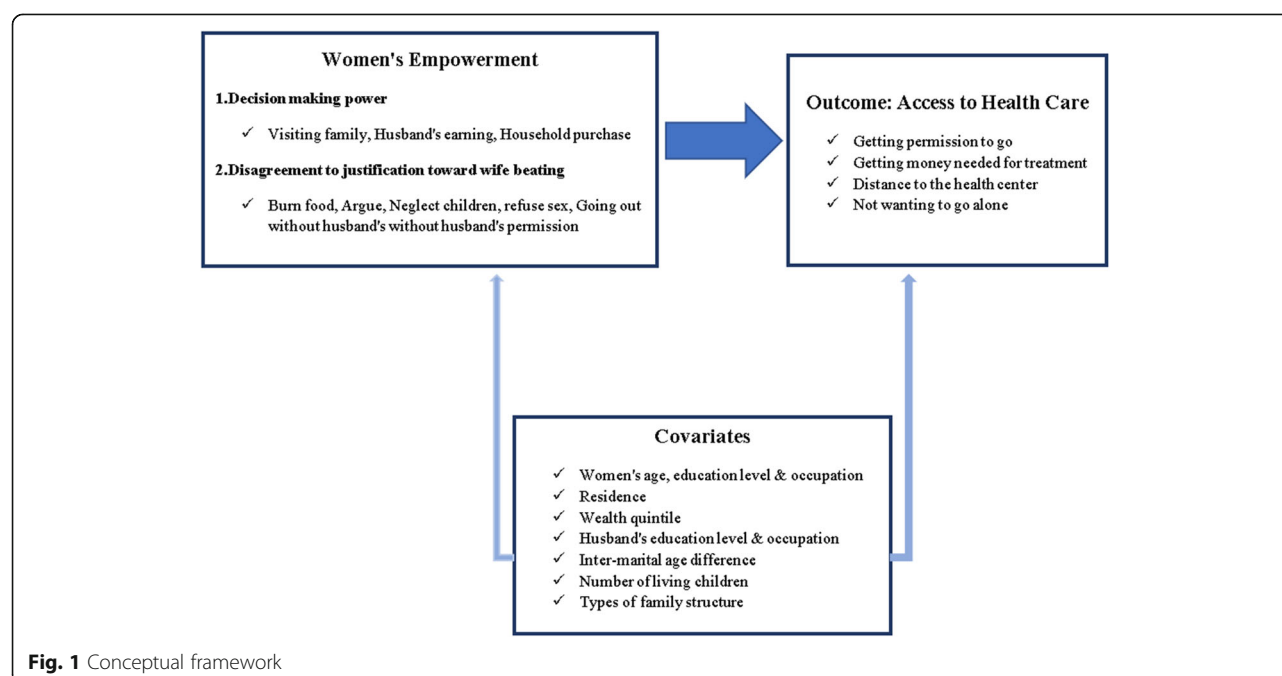 Women's Empowerment
1.Decision making power
✓ Visiting family, Husband's earning, Household purchase
2.Disagreement to justification toward wife beating
✓ Burn food, Argue, Neglect children, refuse sex, Going out
without husband's without husband's permission
Outcome: Access to Health Care
✓ Getting permission to go
✓ Getting money needed for treatment
✓ Distance to the health center
✓ Not wanting to go alone
Covariates
✓ Women's age, education level & occupation
✓ Residence
✓ Wealth quintile
✓ Husband's education level & occupation
✓ Inter-marital age difference
✓ Number of living children
✓ Types of family structure
Fig. 1 Conceptual framework